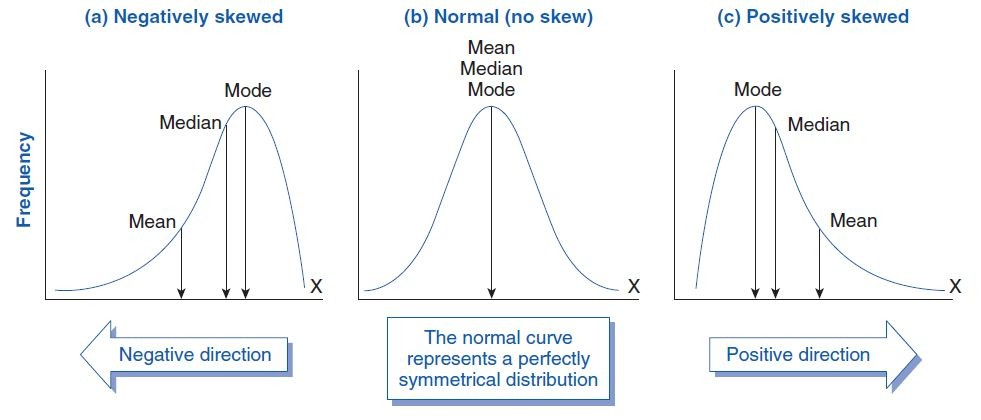 (a) Negatively skewed
(b) Normal (no skew)
(c) Positively skewed
Frequency
Mode
Median
Mean
X
Mean
Median
Mode
X
Mode
Median
Mean
X
Negative direction
The normal curve
represents a perfectly
symmetrical distribution
Positive direction